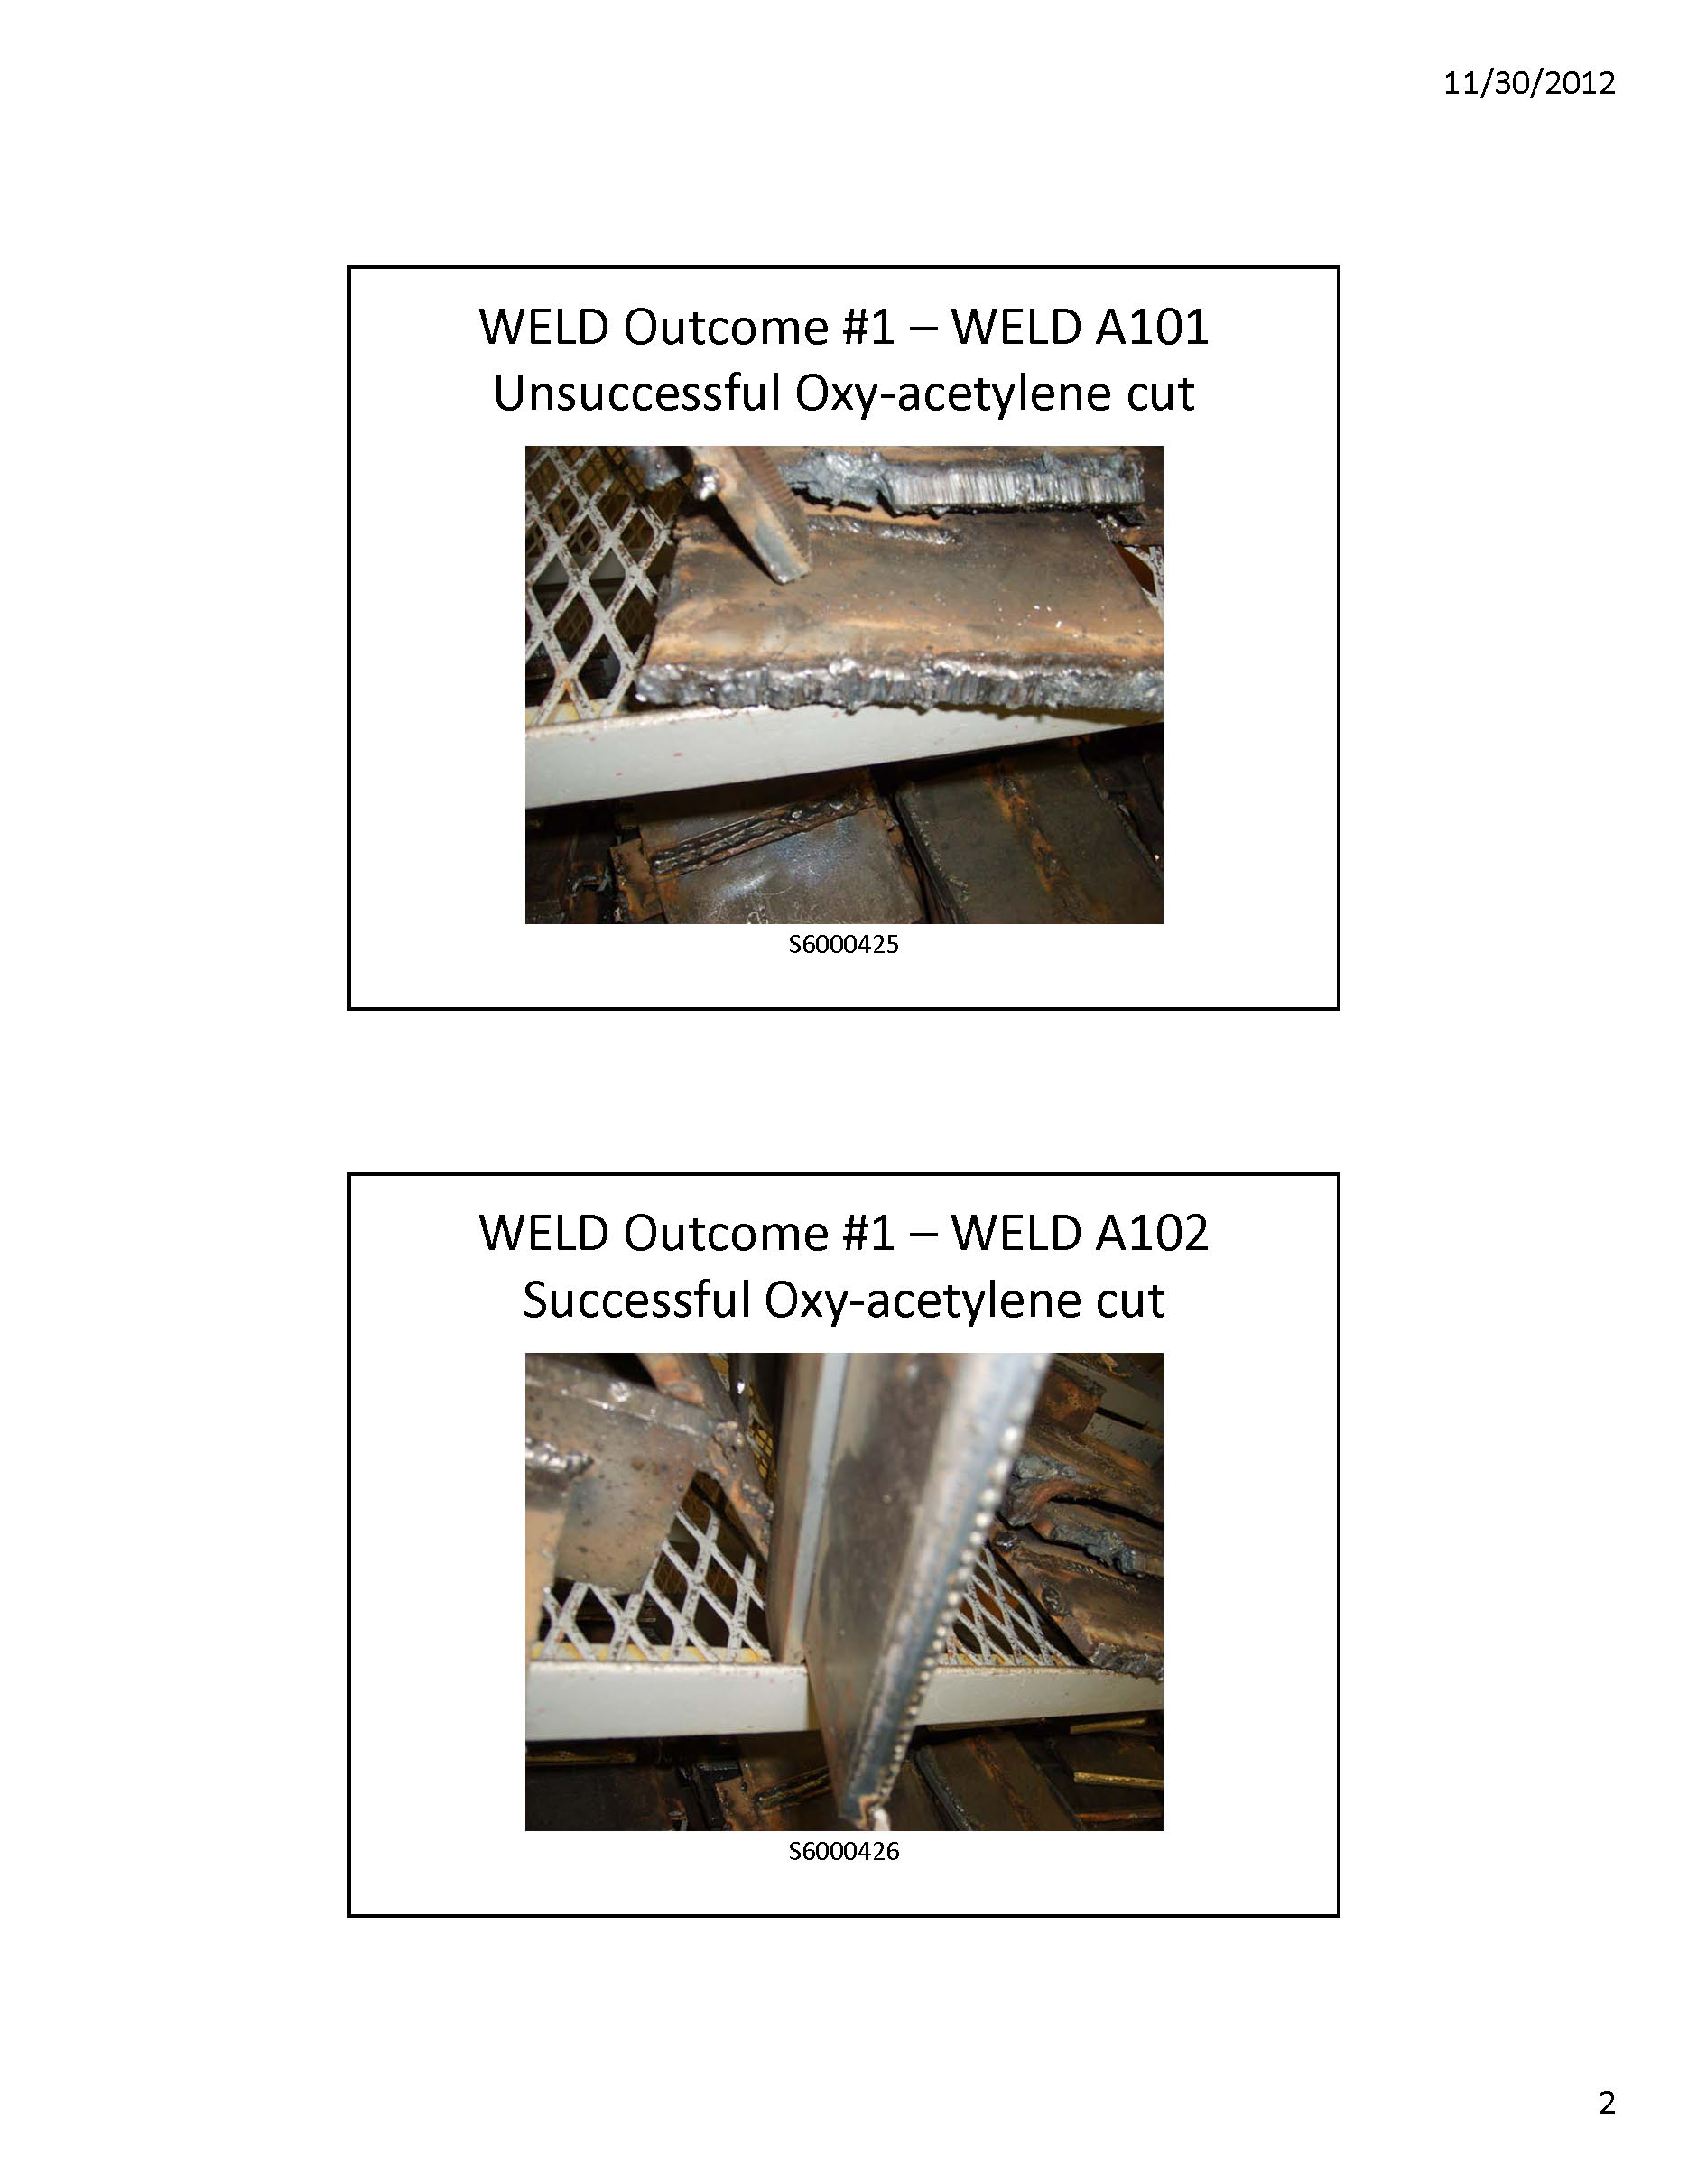 11/30/2012
WELD Outcome #1 – WELD A101
Unsuccessful Oxy-acetylene cut
S6000425
WELD Outcome #1 – WELD A102
Successful Oxy-acetylene cut
S6000426
2